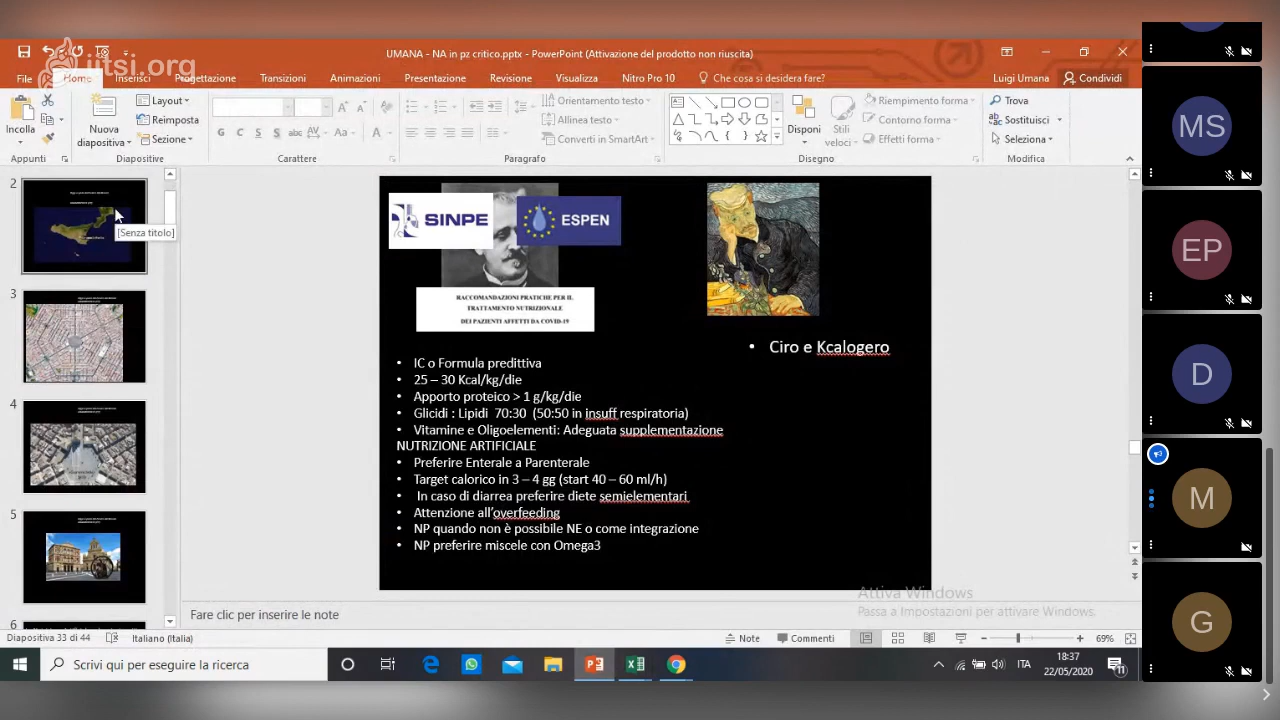 jitsi.org
UMANA - NA in pz critico.pptx - PowerPoint (Attivazione del prodotto non riuscita)
File Home Inserisci Progettazione Transizioni Animazioni Presentazione Revisione Visualizza Nitro Pro 10 Che cosa si desidera fare? Luigi Umana Condividi
Incolla
Nuova
diapositiva
Layout
Reimposta
Sezione
G C S
Orientamento testo
Allinea testo
Converti in SmartArt
Disponi
Stili
veloci
Riempimento forma
Contorno forma
Effetti forma
Trova
Sostituisci
Seleziona
Appunti Diapositive Carattere Paragrafo Disegno Modifica
2
[Senza titolo]
3
4
5
6
SINPE
ESPEN
RACCOMANDAZIONI PRATICHE PER IL
TRATTAMENTO NUTRIZIONALE
DEI PAZIENTI AFFETTI DA COVID-19
• Ciro e Kcalogero
• IC o Formula predittiva
• 25 – 30 Kcal/kg/die
• Apporto proteico > 1 g/kg/die
• Glicidi : Lipidi 70:30 (50:50 in insuff respiratoria)
• Vitamine e Oligoelementi: Adeguata supplementazione
NUTRIZIONE ARTIFICIALE
• Preferire Enterale a Parenterale
• Target calorico in 3 – 4 gg (start 40 – 60 ml/h)
• In caso di diarrea preferire diete semielementari
• Attenzione all'overfeeding
• NP quando non è possibile NE o come integrazione
• NP preferire miscele con Omega3
Attiva Windows
Passa a Impostazioni per attivare Windows.
Fare clic per inserire le note
Diapositiva 33 di 44 Italiano (Italia) Note Commenti 69%
Scrivi qui per eseguire la ricerca
ITA
18:37
22/05/2020
11
MS
EP
D
M
G